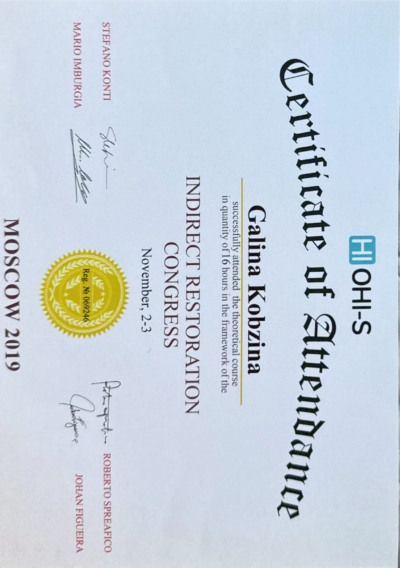 HI OHI-S
Certificate of Attendance
Galina Kobzina
successfully attended the theoretical course
in quantity of 16 hours in the framework of the
INDIRECT RESTORATION
CONGRESS
November, 2-3
STEFANO KONTI
MARIO IMBURGIA
Reg. № 069246
ROBERTO SPREAFICO
JOHAN FIGUEIRA
MOSCOW 2019